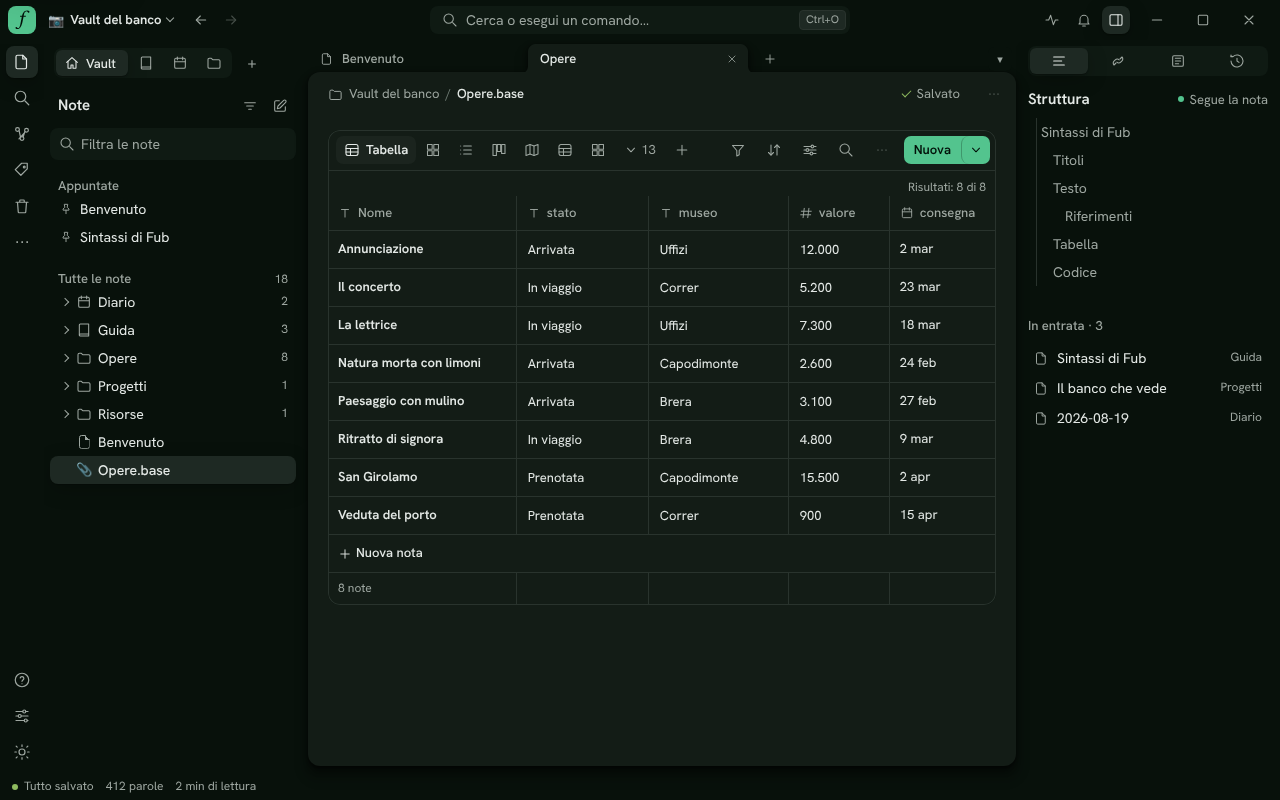 Vault del banco
Cerca o esegui un comando...
Ctrl+O
Vault
Benvenuto
Opere
Note
Filtra le note
Appuntate
Benvenuto
Sintassi di Fub
Tutte le note 18
Diario 2
Guida 3
Opere 8
Progetti 1
Risorse 1
Benvenuto
Opere.base
Vault del banco / Opere.base
Salvato
Tabella
13
Nuova
Risultati: 8 di 8
Nome stato museo valore consegna
Annunciazione Arrivata Uffizi 12.000 2 mar
Il concerto In viaggio Correr 5.200 23 mar
La lettrice In viaggio Uffizi 7.300 18 mar
Natura morta con limoni Arrivata Capodimonte 2.600 24 feb
Paesaggio con mulino Arrivata Brera 3.100 27 feb
Ritratto di signora In viaggio Brera 4.800 9 mar
San Girolamo Prenotata Capodimonte 15.500 2 apr
Veduta del porto Prenotata Correr 900 15 apr
Nuova nota
8 note
Struttura
Segue la nota
Sintassi di Fub
Titoli
Testo
Riferimenti
Tabella
Codice
In entrata · 3
Sintassi di Fub Guida
Il banco che vede Progetti
2026-08-19 Diario
Tutto salvato 412 parole 2 min di lettura